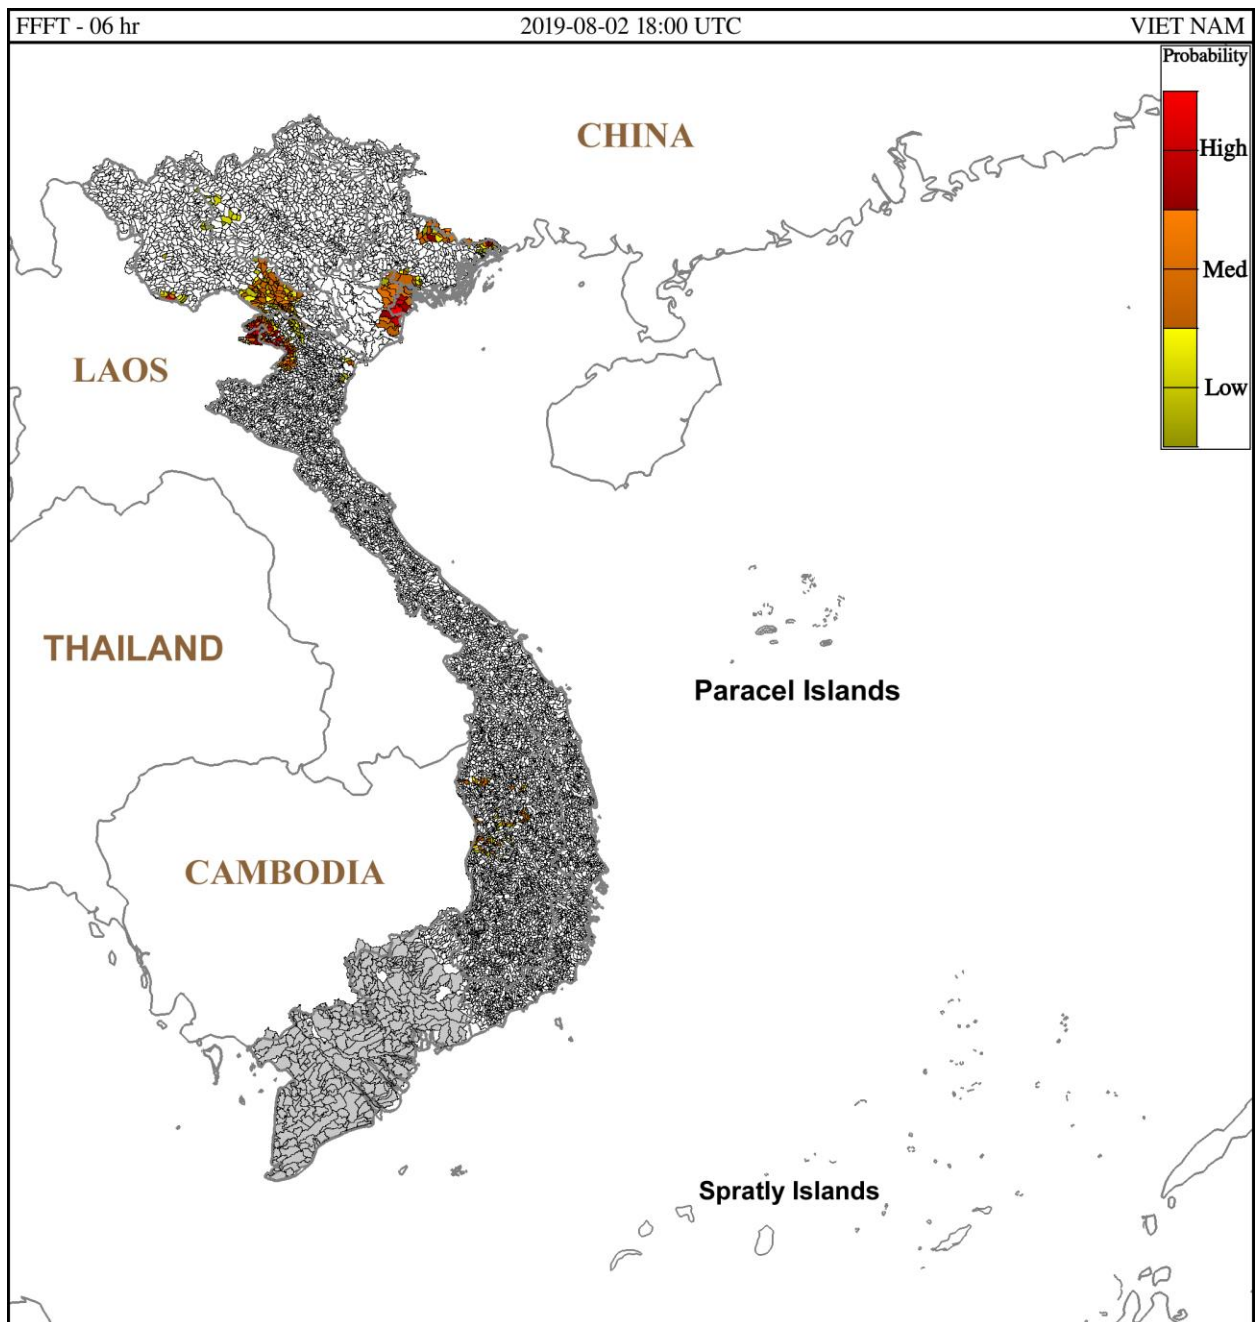 FFFT - 06 hr 2019-08-02 18:00 UTC VIET NAM
Probability
CHINA
High
Med
LAOS
Low
THAILAND
Paracel Islands
CAMBODIA
Spratly Islands